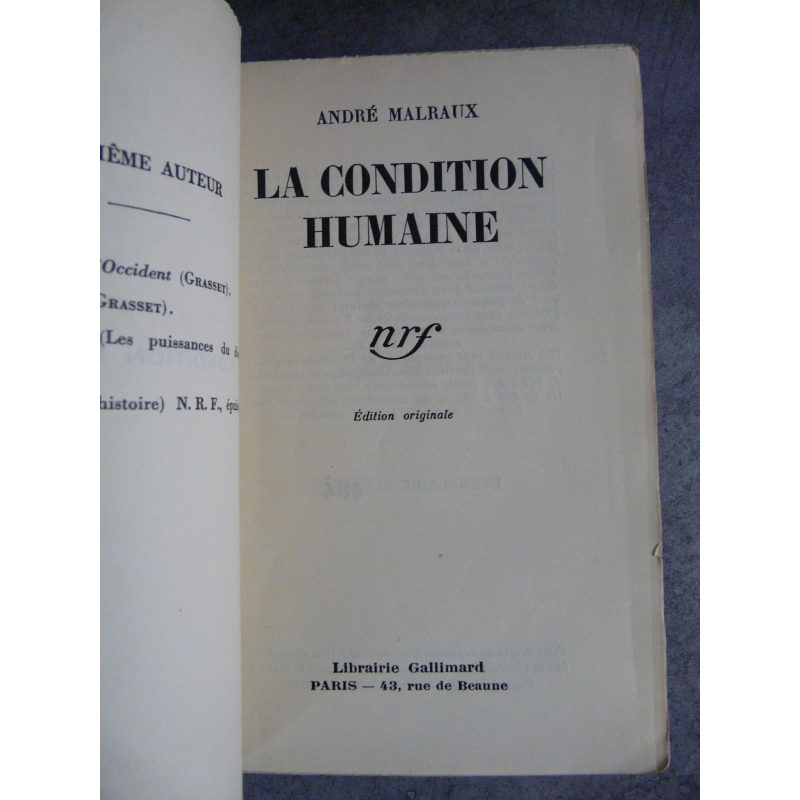 MÊME AUTEUR
Occident (GRASSET).
GRASSET).
(Les puissances du
histoire) N. R. F.,
ANDRÉ MALRAUX
LA CONDITION
HUMAINE
nrf
Édition originale
Librairie Gallimard
PARIS — 43, rue de Beaune